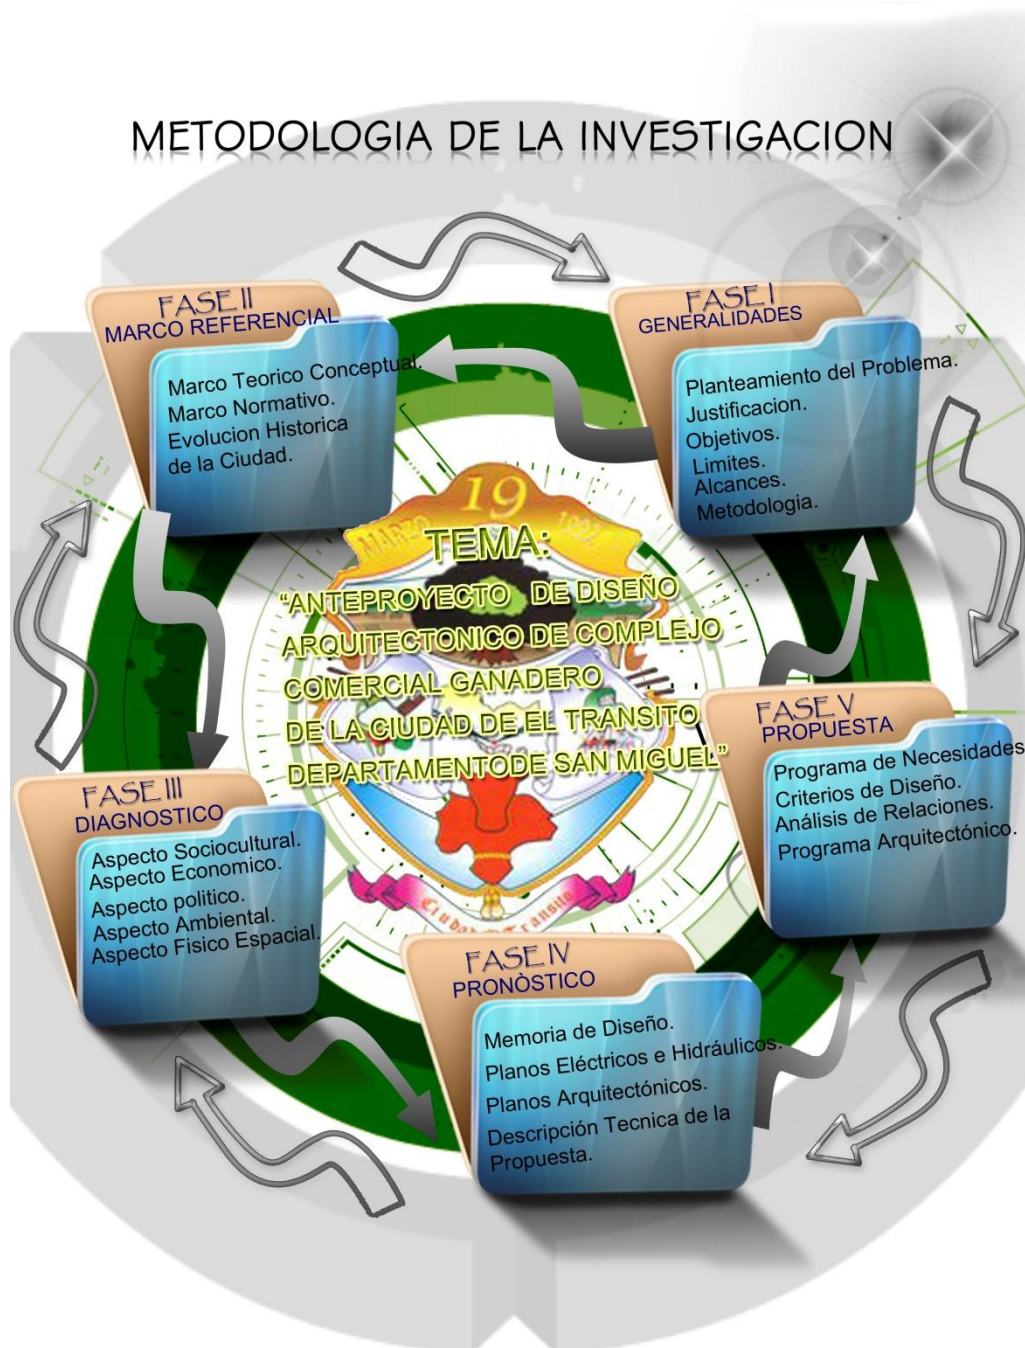 METODOLOGIA DE LA INVESTIGACION
FASE II
MARCO REFERENCIAL
Marco Teorico Conceptual.
Marco Normativo.
Evolucion Historica
de la Ciudad.
FASE I
GENERALIDADES
Planteamiento del Problema.
Justificacion.
Objetivos.
Limites.
Alcances.
Metodologia.
19
MARZO
TEMA:
“ANTEPROYECTO DE DISEÑO
ARQUITECTONICO DE COMPLEJO
COMERCIAL GANADERO
DE LA CIUDAD DE EL TRANSITO
DEPARTAMENTODE SAN MIGUEL”
FASE V
PROPUESTA
Programa de Necesidades
Criterios de Diseño.
Análisis de Relaciones.
Programa Arquitectónico.
FASE III
DIAGNOSTICO
Aspecto Sociocultural.
Aspecto Economico.
Aspecto politico.
Aspecto Ambiental.
Aspecto Fisico Espacial.
Ciudad Transito
FASE IV
PRONÒSTICO
Memoria de Diseño.
Planos Eléctricos e Hidráulicos.
Planos Arquitectónicos.
Descripción Tecnica de la
Propuesta.